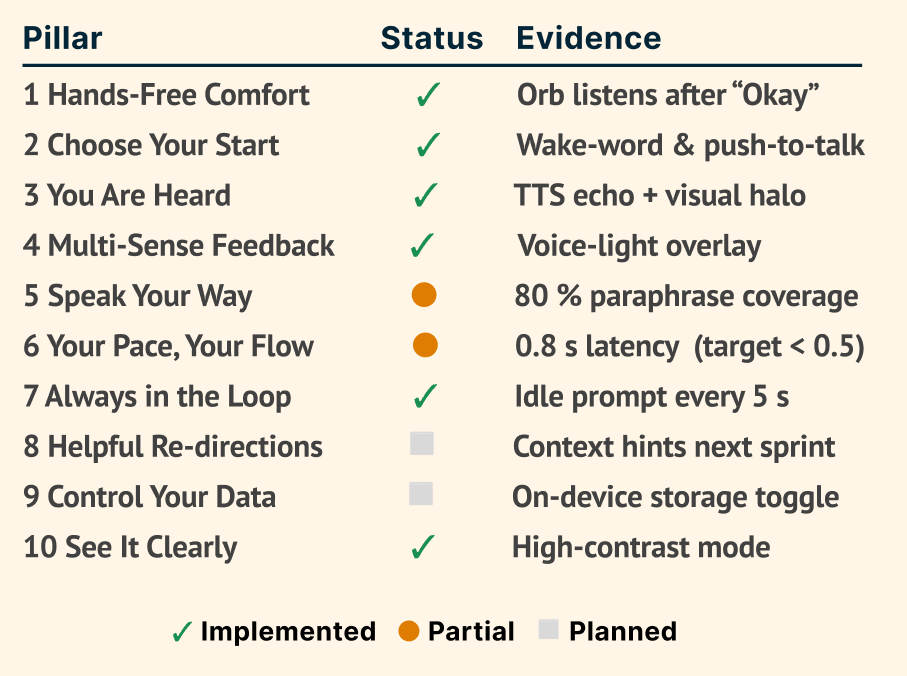 Pillar Status Evidence
1 Hands-Free Comfort ✓ Orb listens after “Okay”
2 Choose Your Start ✓ Wake-word & push-to-talk
3 You Are Heard ✓ TTS echo + visual halo
4 Multi-Sense Feedback ✓ Voice-light overlay
5 Speak Your Way 80 % paraphrase coverage
6 Your Pace, Your Flow 0.8 s latency (target < 0.5)
7 Always in the Loop ✓ Idle prompt every 5 s
8 Helpful Re-directions Context hints next sprint
9 Control Your Data On-device storage toggle
10 See It Clearly ✓ High-contrast mode
✓ Implemented Partial Planned